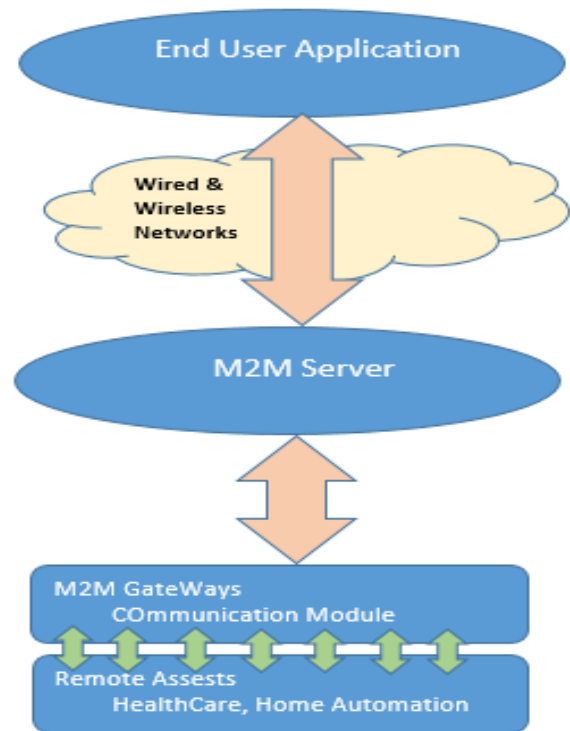 End User Application
Wired &
Wireless
Networks
M2M Server
M2M GateWays
COmmunication Module
Remote Assests
HealthCare, Home Automation